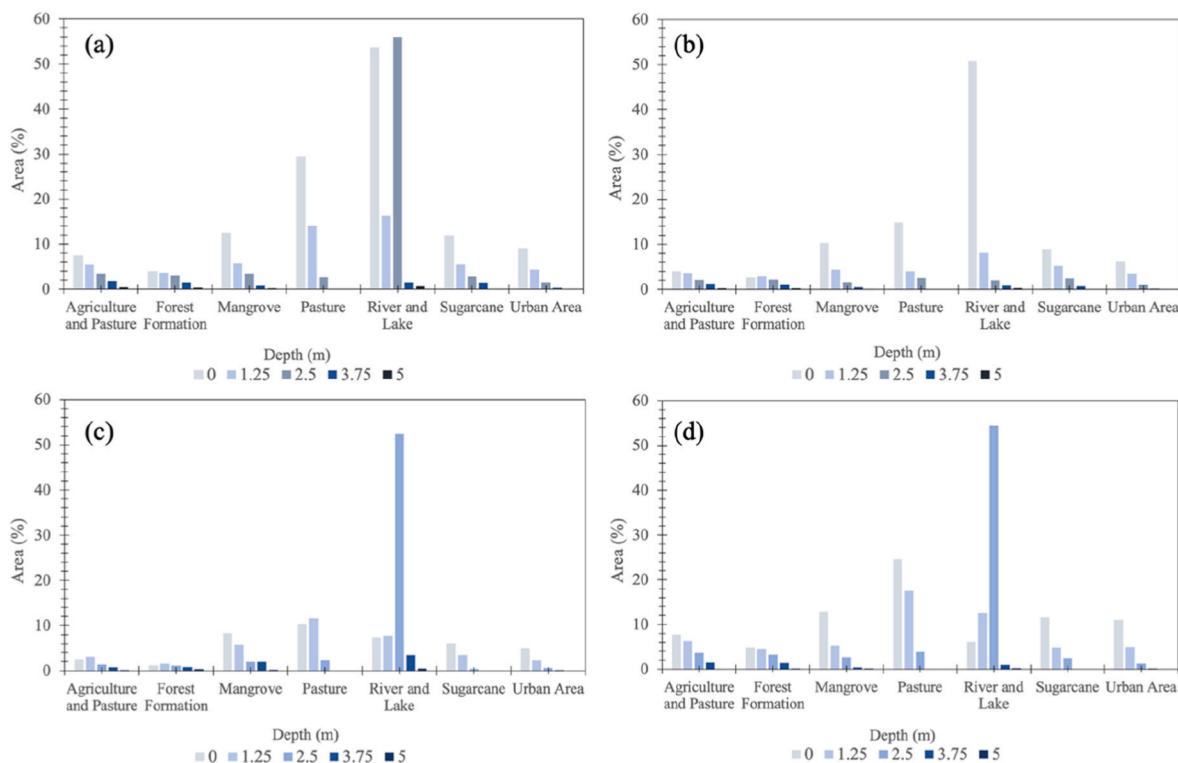 (a)
Area (%)
60
50
40
30
20
10
0
Agriculture and Pasture
Forest Formation
Mangrove
Pasture
River and Lake
Sugarcane
Urban Area
Depth (m)
0 1.25 2.5 3.75 5
(b)
Area (%)
60
50
40
30
20
10
0
Agriculture and Pasture
Forest Formation
Mangrove
Pasture
River and Lake
Sugarcane
Urban Area
Depth (m)
0 1.25 2.5 3.75 5
(c)
Area (%)
60
50
40
30
20
10
0
Agriculture and Pasture
Forest Formation
Mangrove
Pasture
River and Lake
Sugarcane
Urban Area
Depth (m)
0 1.25 2.5 3.75 5
(d)
Area (%)
60
50
40
30
20
10
0
Agriculture and Pasture
Forest Formation
Mangrove
Pasture
River and Lake
Sugarcane
Urban Area
Depth (m)
0 1.25 2.5 3.75 5